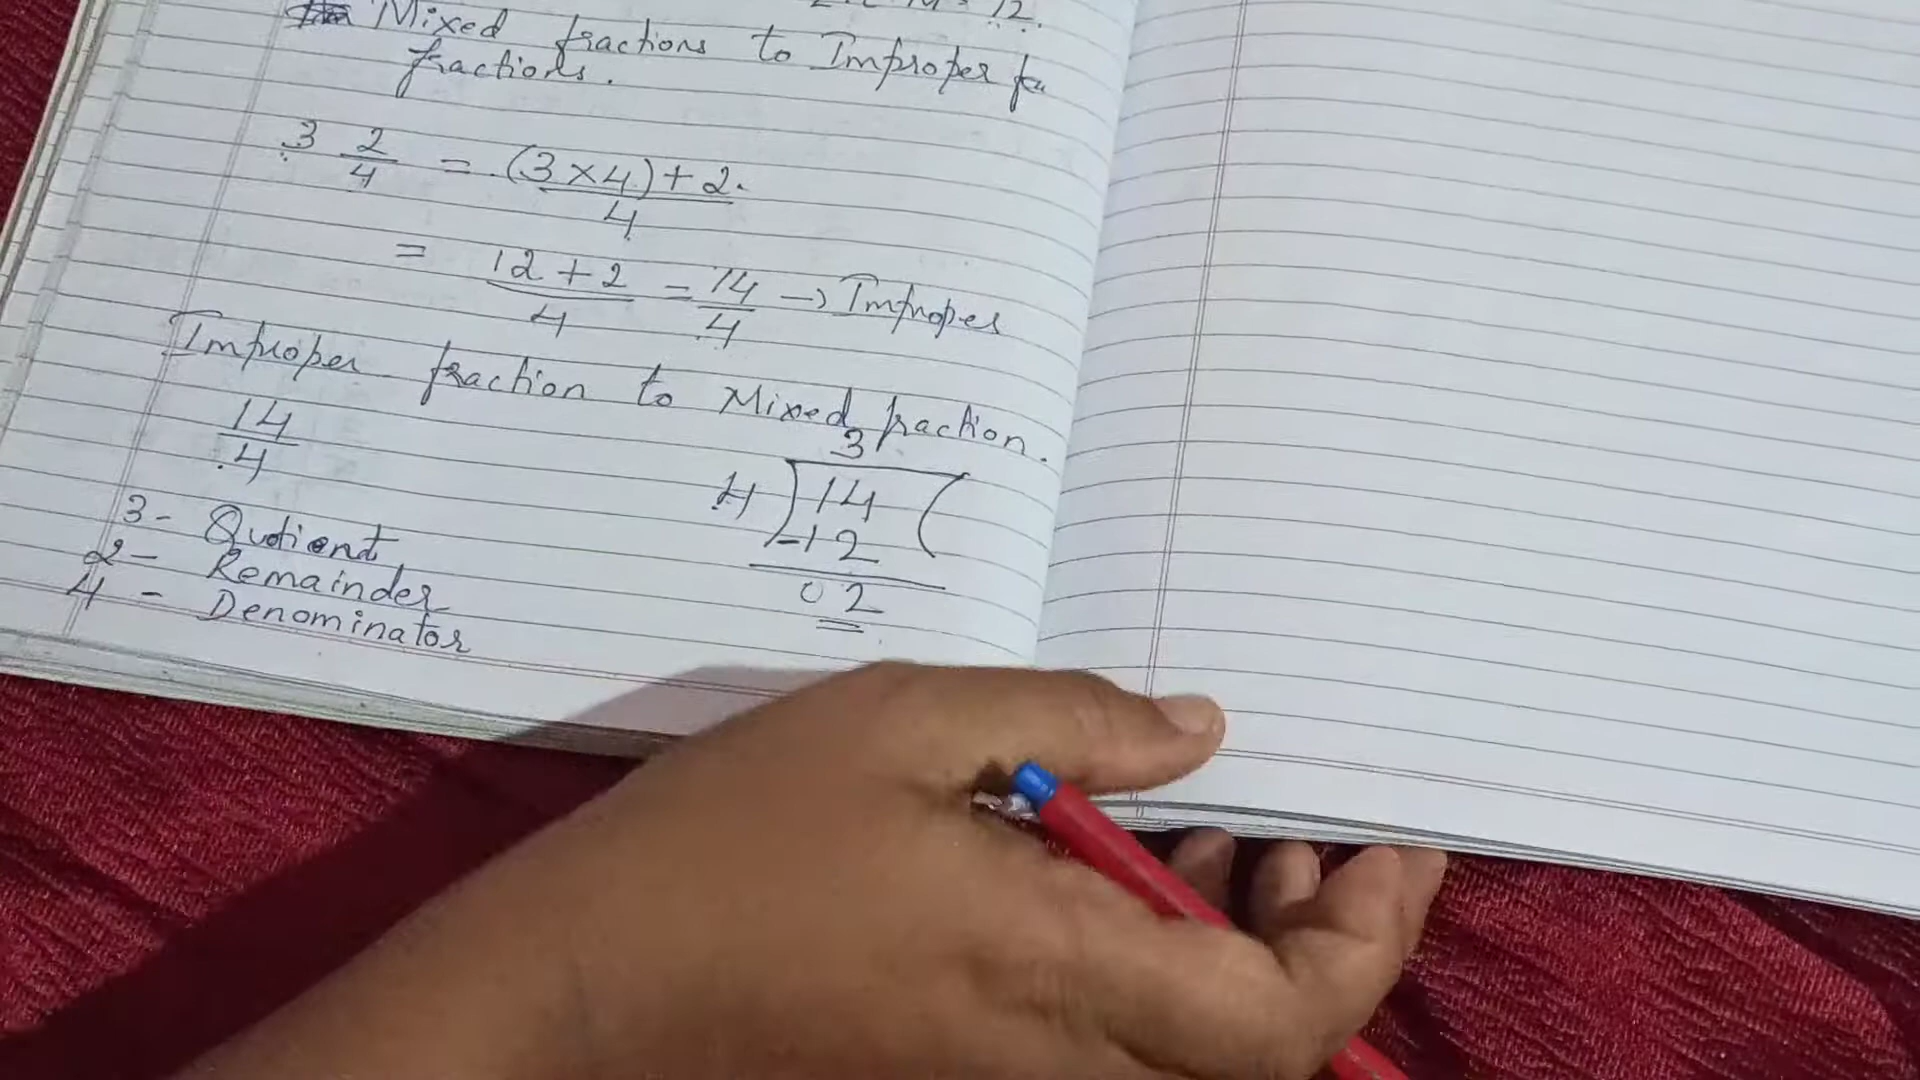 Mixed fractions to Improper
fractions.
3 2/4 = (3×4)+2/4
= 12+2/4 = 14/4 → Improper
Improper fraction to Mixed fraction.
14/4
3
4)14(
-12
02
3 - Qutient
2 - Remainder
4 - Denominator